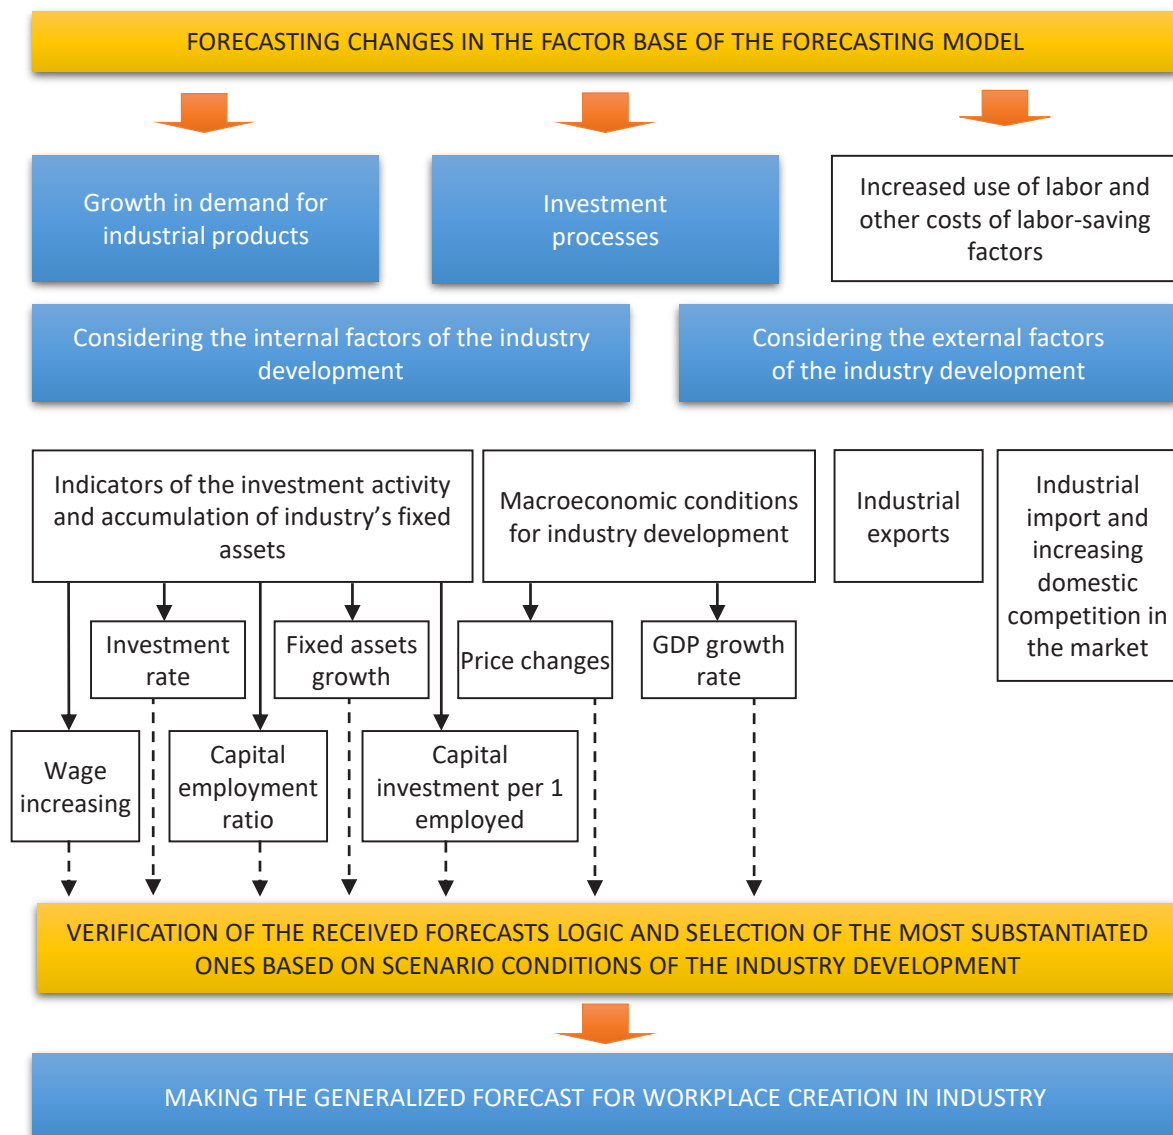 FORECASTING CHANGES IN THE FACTOR BASE OF THE FORECASTING MODEL
Growth in demand for
industrial products
Investment
processes
Increased use of labor and
other costs of labor-saving
factors
Considering the internal factors of the industry
development
Considering the external factors
of the industry development
Indicators of the investment activity
and accumulation of industry's fixed
assets
Macroeconomic conditions
for industry development
Industrial
exports
Industrial
import and
increasing
domestic
competition in
the market
Investment
rate
Fixed assets
growth
Price changes
GDP growth
rate
Wage
increasing
Capital
employment
ratio
Capital
investment per 1
employed
VERIFICATION OF THE RECEIVED FORECASTS LOGIC AND SELECTION OF THE MOST SUBSTANTIATED
ONES BASED ON SCENARIO CONDITIONS OF THE INDUSTRY DEVELOPMENT
MAKING THE GENERALIZED FORECAST FOR WORKPLACE CREATION IN INDUSTRY